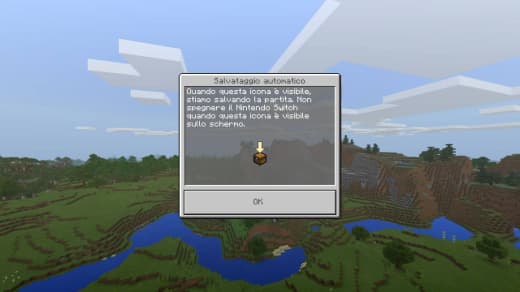 Salvataggio automatico
Quando questa icona è visibile,
stiamo salvando la partita. Non
spegnere il Nintendo Switch
quando questa icona è visibile
sullo schermo.
OK